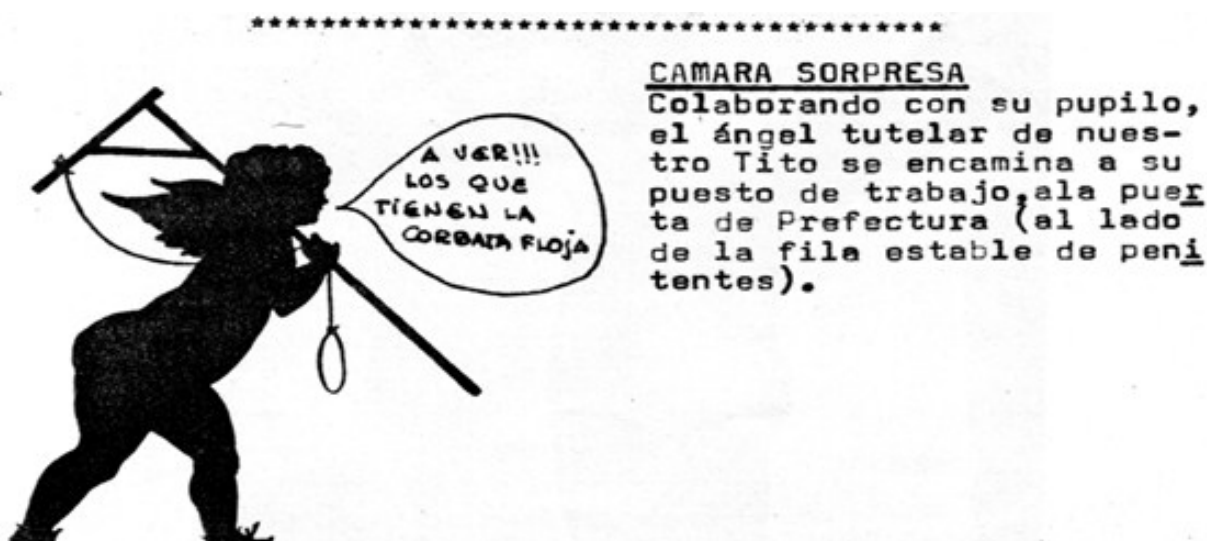 ****************************************
CAMARA SORPRESA
Colaborando con su pupilo,
el ángel tutelar de nues-
tro Tito se encamina a su
puesto de trabajo,ala puer
ta de Prefectura (al lado
de la fila estable de peni
tentes).
A VER!!!
LOS QUE
TIENEN LA
CORBATA FLOJA